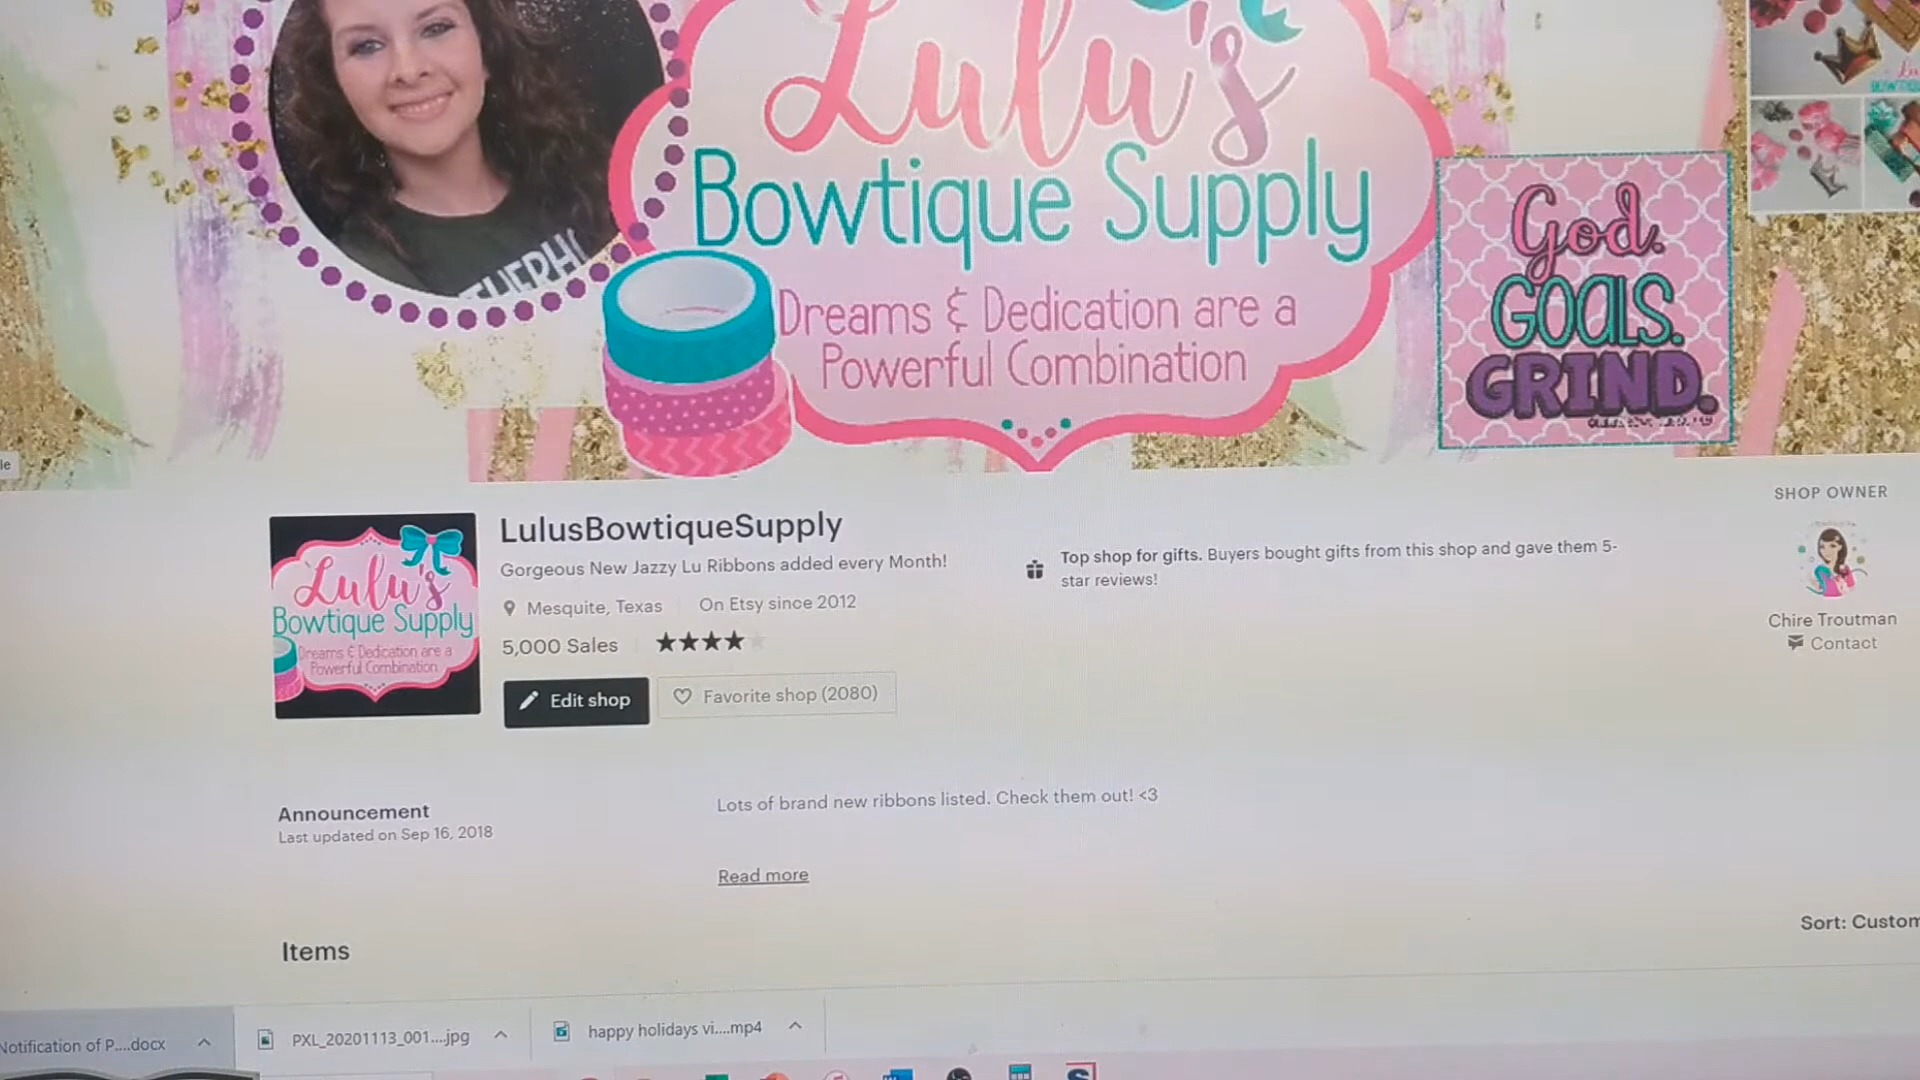 Lulu's
Bowtique Supply
Dreams & Dedication are a
Powerful Combination
God.
GOALS.
GRIND.
SHOP OWNER
LulusBowtiqueSupply
Gorgeous New Jazzy Lu Ribbons added every Month!
Mesquite, Texas
On Etsy since 2012
5,000 Sales
Top shop for gifts. Buyers bought gifts from this shop and gave them 5-
star reviews!
Chire Troutman
Contact
Lulu's
Bowtique Supply
Dreams & Dedication are a
Powerful Combination
Edit shop
Favorite shop (2080)
Announcement
Last updated on Sep 16, 2018
Lots of brand new ribbons listed. Check them out! <3
Read more
Items
Sort: Custom
Notification of P....docx
PXL_20201113_001....jpg
happy holidays vi....mp4